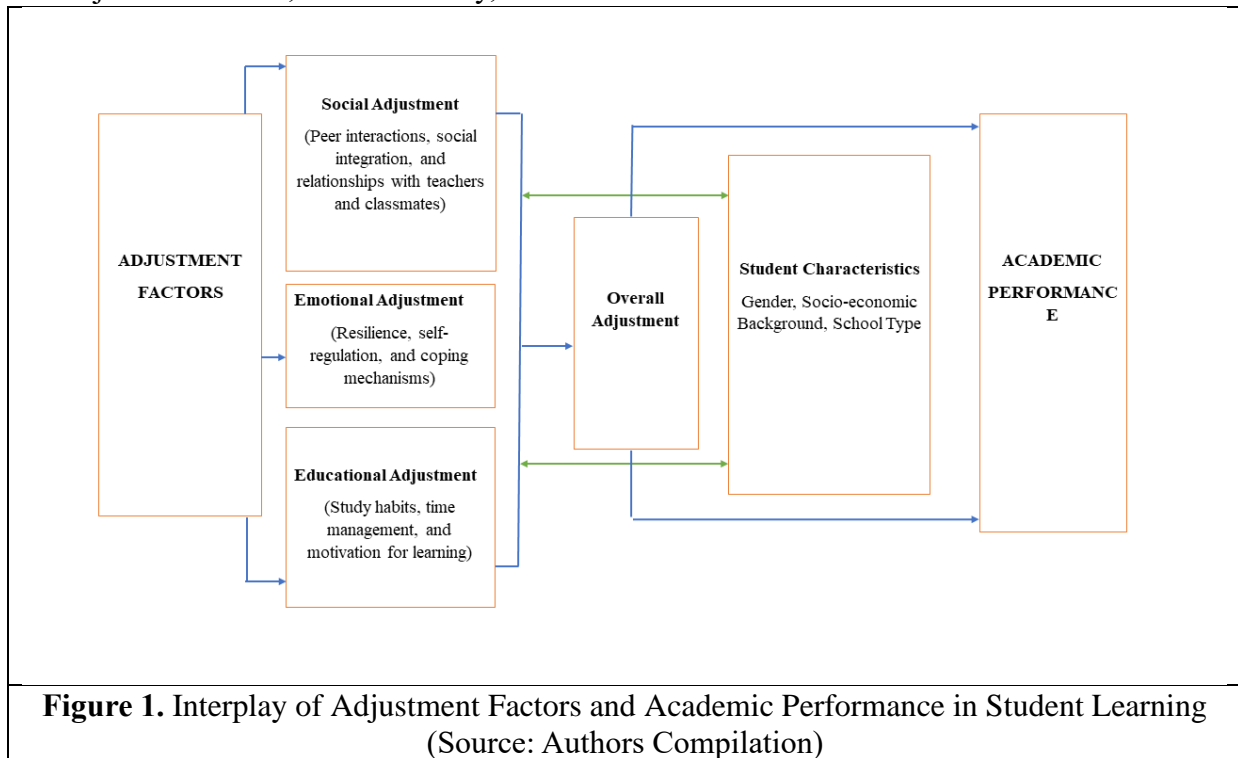 ADJUSTMENT
FACTORS
Social Adjustment
(Peer interactions, social
integration, and
relationships with teachers
and classmates)
Emotional Adjustment
(Resilience, self-
regulation, and coping
mechanisms)
Educational Adjustment
(Study habits, time
management, and
motivation for learning)
Overall
Adjustment
Student Characteristics
Gender, Socio-economic
Background, School Type
ACADEMIC
PERFORMANC
E
Figure 1. Interplay of Adjustment Factors and Academic Performance in Student Learning
(Source: Authors Compilation)